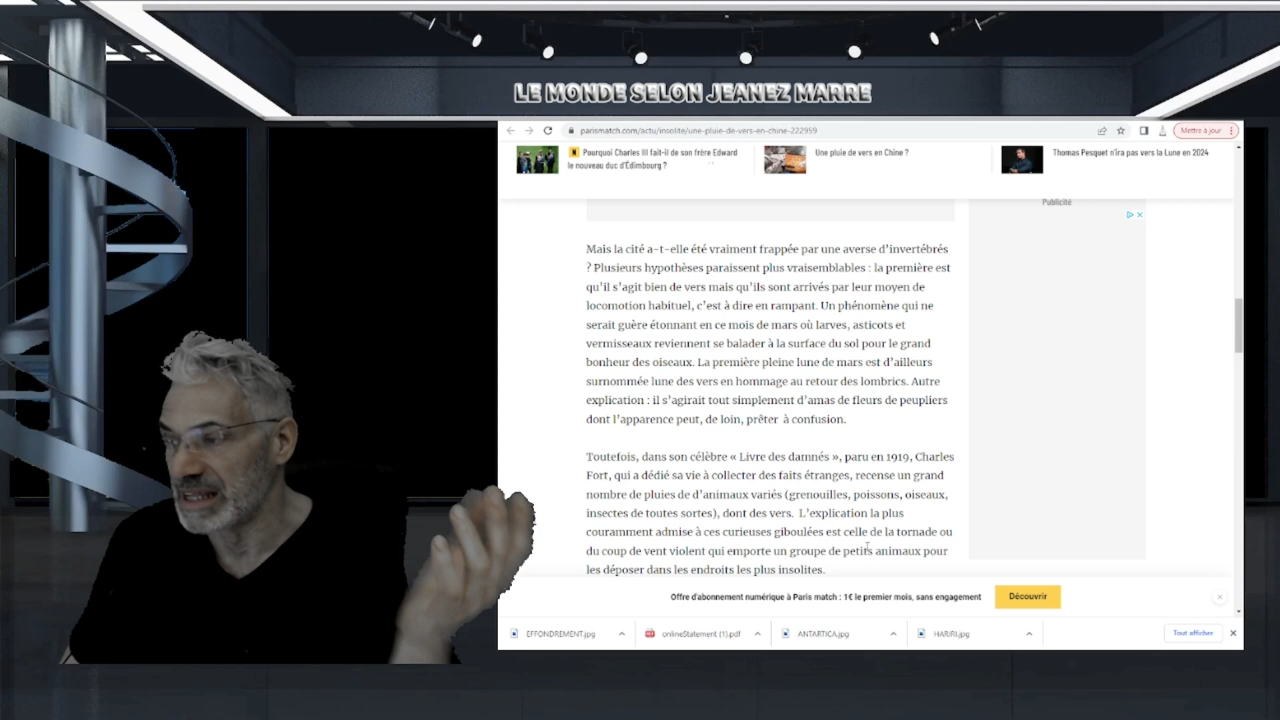 LE MONDE SELON JEANEZ MARRE
parismatch.com/actu/insolite/une-pluie-de-vers-en-chine-222959
Mettre à jour
Pourquoi Charles III fait-il de son frère Edward
le nouveau duc d'Édimbourg ?
Une pluie de vers en Chine ?
Thomas Pesquet n'ira pas vers la Lune en 2024
Publicité
Mais la cité a-t-elle été vraiment frappée par une averse d'invertébrés
? Plusieurs hypothèses paraissent plus vraisemblables : la première est
qu'il s'agit bien de vers mais qu'ils sont arrivés par leur moyen de
locomotion habituel, c'est à dire en rampant. Un phénomène qui ne
serait guère étonnant en ce mois de mars où larves, asticots et
vermisseaux reviennent se balader à la surface du sol pour le grand
bonheur des oiseaux. La première pleine lune de mars est d'ailleurs
surnommée lune des vers en hommage au retour des lombrics. Autre
explication : il s'agirait tout simplement d'amas de fleurs de peupliers
dont l'apparence peut, de loin, prêter à confusion.
Toutefois, dans son célèbre « Livre des damnés », paru en 1919, Charles
Fort, qui a dédié sa vie à collecter des faits étranges, recense un grand
nombre de pluies de d'animaux variés (grenouilles, poissons, oiseaux,
insectes de toutes sortes), dont des vers. L'explication la plus
couramment admise à ces curieuses giboulées est celle de la tornade ou
du coup de vent violent qui emporte un groupe de petits animaux pour
les déposer dans les endroits les plus insolites.
Offre d'abonnement numérique à Paris match : 1€ le premier mois, sans engagement
Découvrir
EFFONDREMENT.jpg
onlineStatement (1).pdf
ANTARTICA.jpg
HARIRI.jpg
Tout afficher